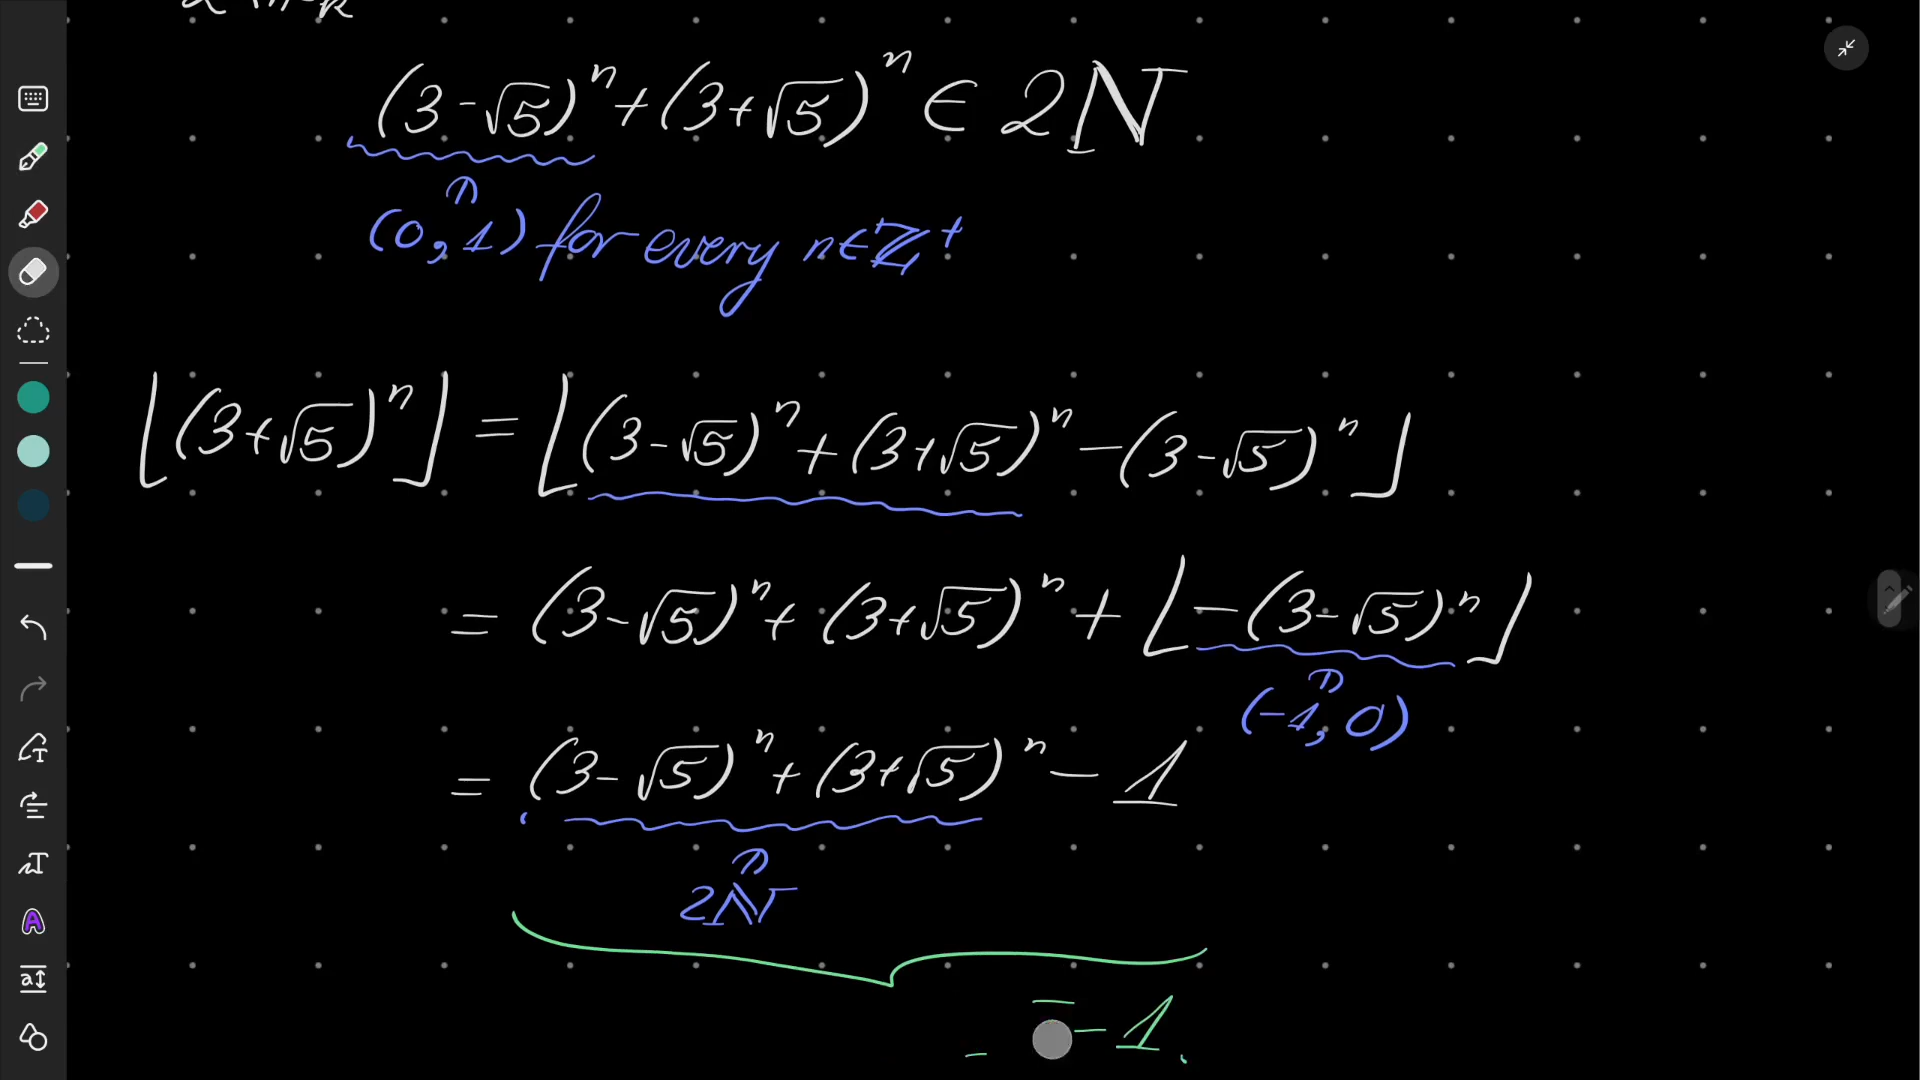 (3-√5)ⁿ+(3+√5)ⁿ ∈ 2ℕ
(0,1) for every n∈ℤ⁺
⌊(3+√5)ⁿ⌋ = ⌊(3-√5)ⁿ+(3+√5)ⁿ-(3-√5)ⁿ⌋
= (3-√5)ⁿ+(3+√5)ⁿ+⌊-(3-√5)ⁿ⌋
(-1,0)
= (3-√5)ⁿ+(3+√5)ⁿ-1
2ℕ
-1.